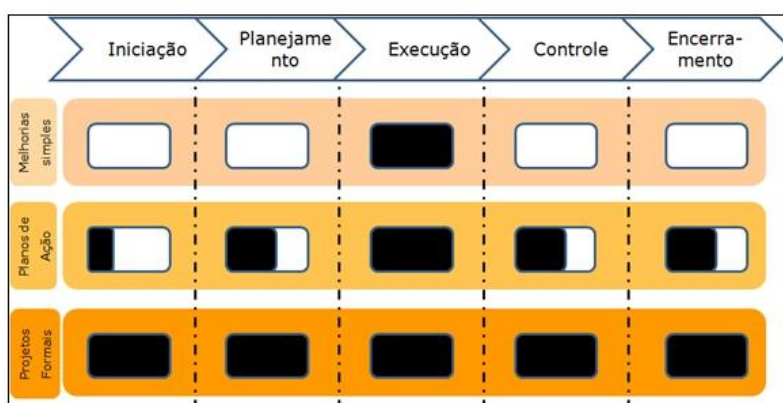 Iniciação
Planejame
nto
Execução
Controle
Encerra-
mento
Melhorias
simples
Planos de
Ação
Projetos
Formais